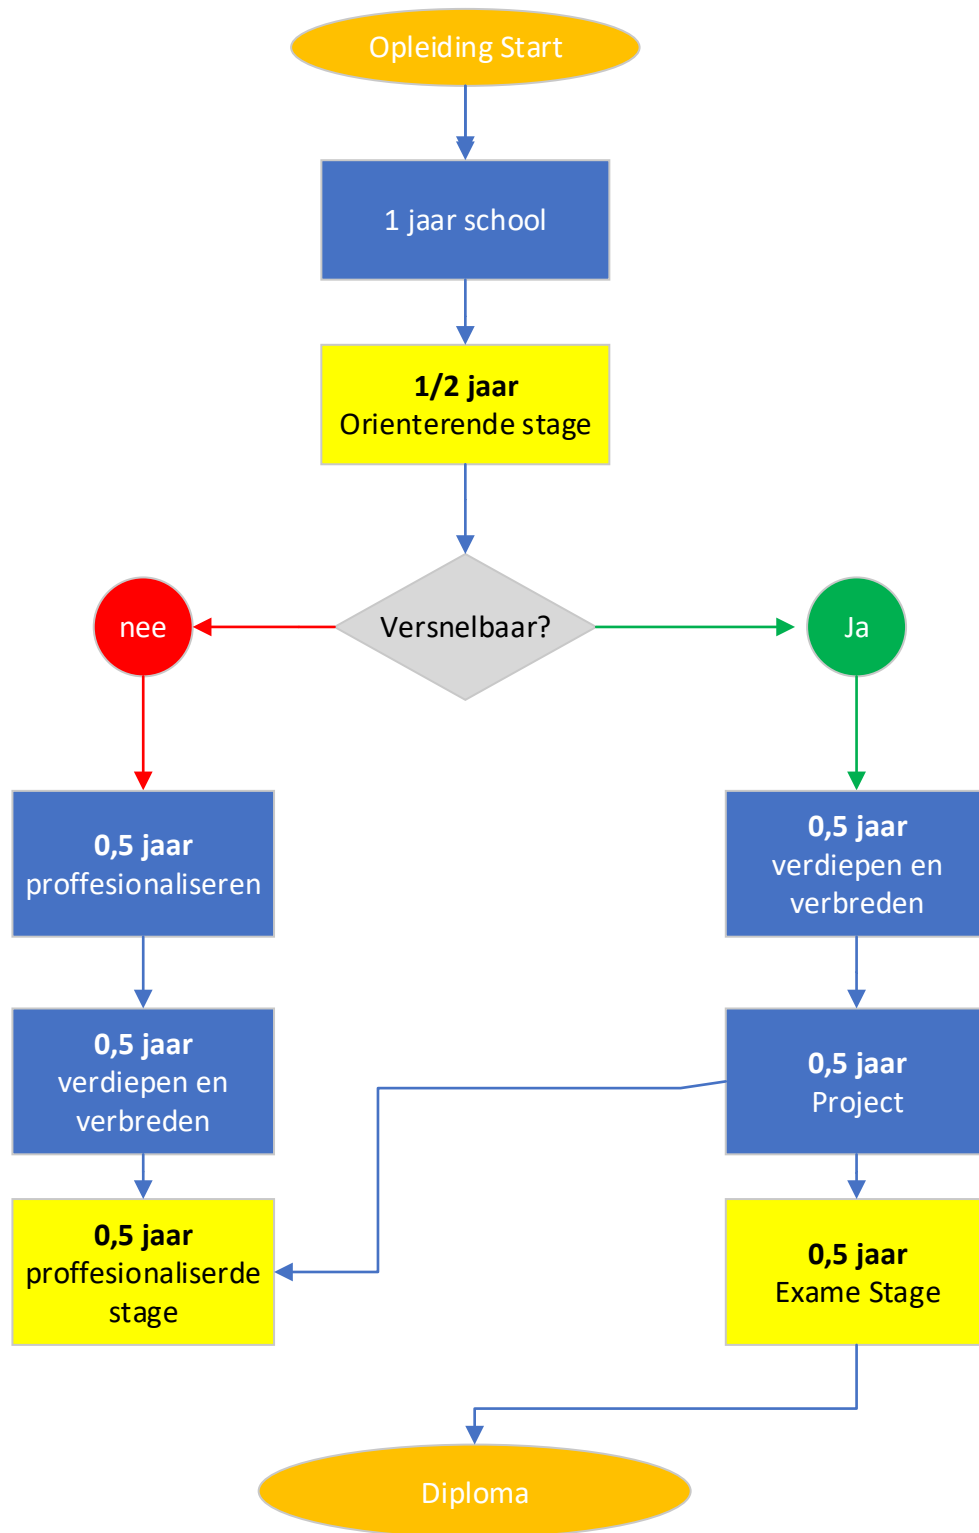 Opleiding Start
1 jaar school
1/2 jaar
Orienterende stage
Versnelbaar?
nee
Ja
0,5 jaar
proffesionaliseren
0,5 jaar
verdiepen en
verbreden
0,5 jaar
verdiepen en
verbreden
0,5 jaar
Project
0,5 jaar
proffesionaliserde
stage
0,5 jaar
Exame Stage
Diploma